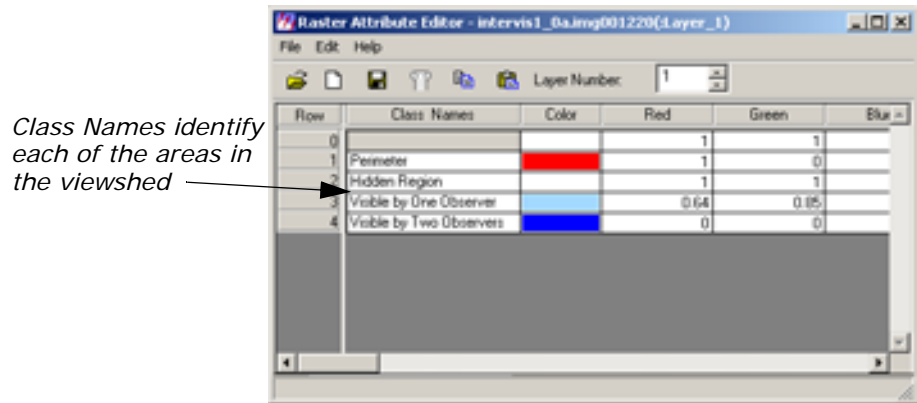 Raster Attribute Editor - intervis1_0a.img001220(:Layer_1)
File Edit Help
Layer Number: 1
Class Names identify
each of the areas in
the viewshed
Row Class Names Color Red Green Blue
0 1 1
1 Perimeter 1 0
2 Hidden Region 1 1
3 Visible by One Observer 0.64 0.85
4 Visible by Two Observers 0 0